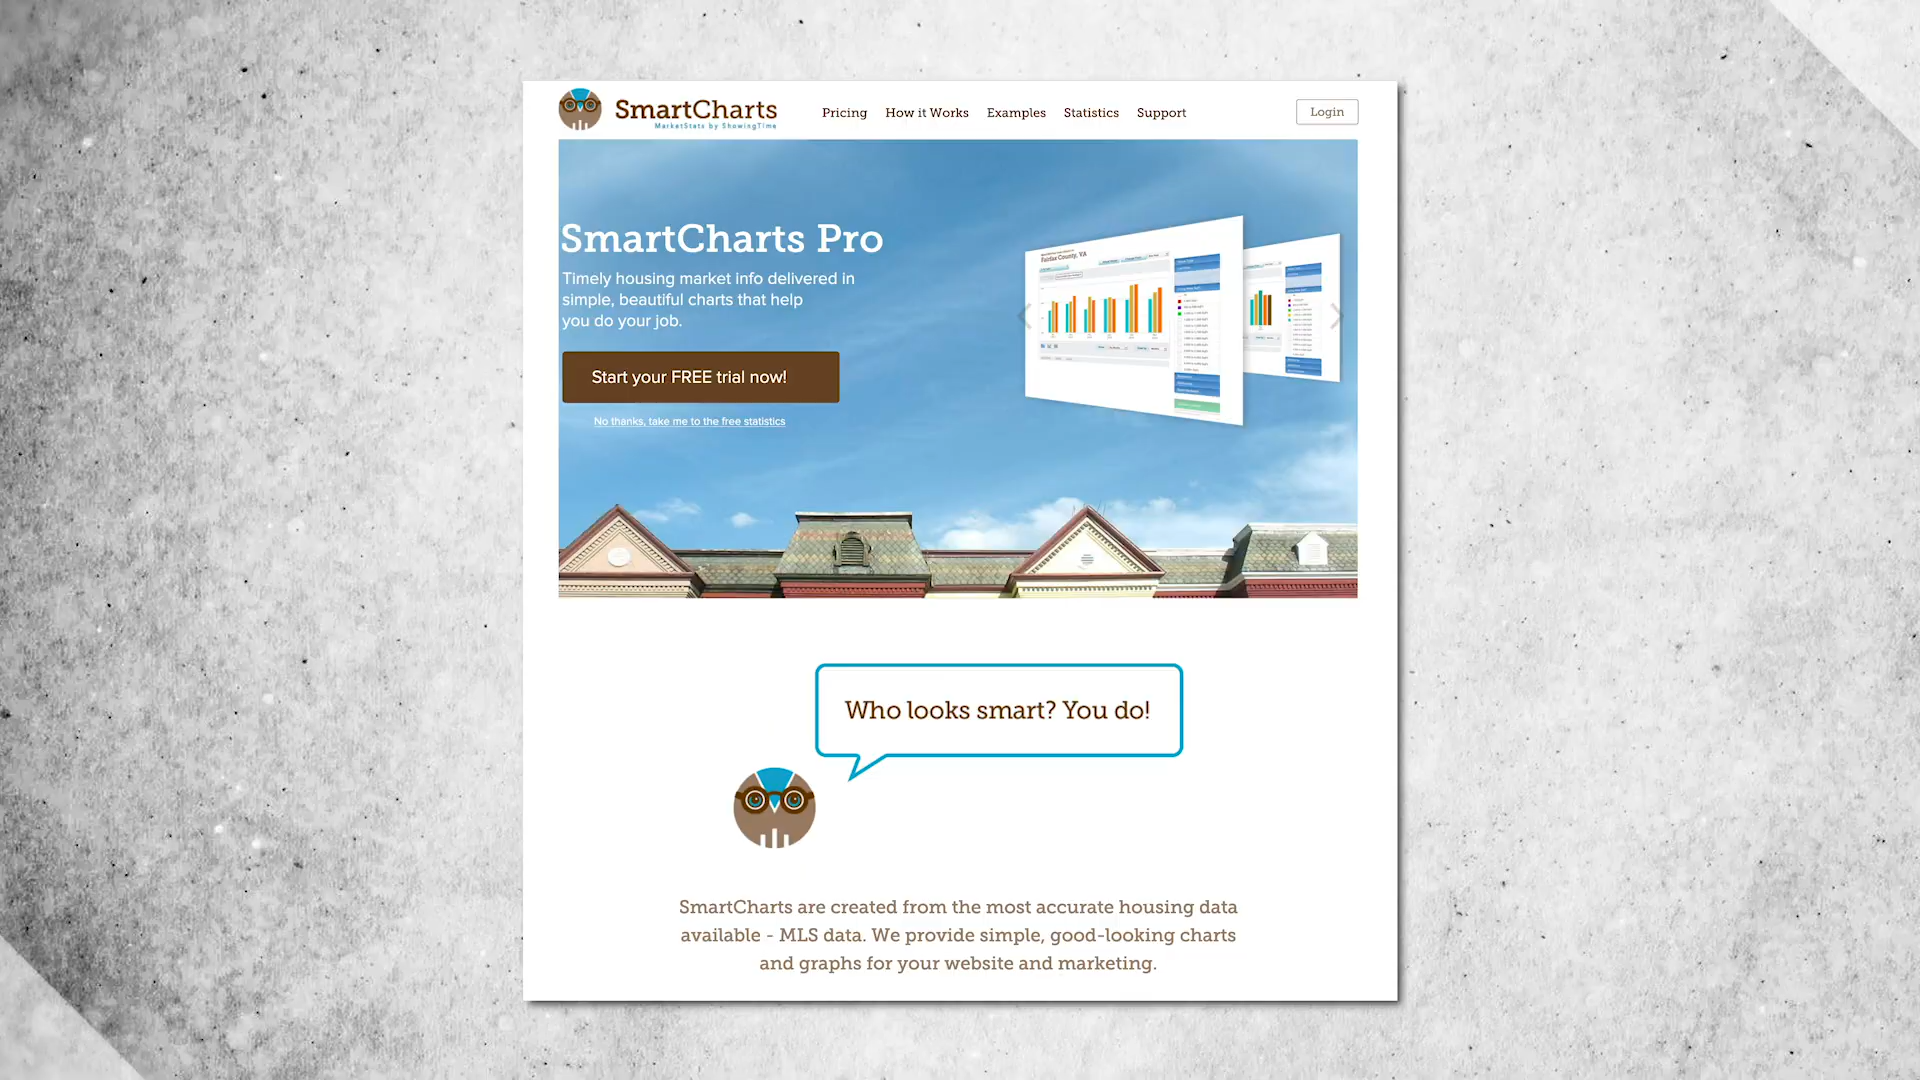 SmartCharts
MarketStats by ShowingTime
Pricing
How it Works
Examples
Statistics
Support
Login
SmartCharts Pro
Timely housing market info delivered in
simple, beautiful charts that help
you do your job.
Fairfax County, VA
Start your FREE trial now!
No thanks, take me to the free statistics
Who looks smart? You do!
SmartCharts are created from the most accurate housing data
available - MLS data. We provide simple, good-looking charts
and graphs for your website and marketing.